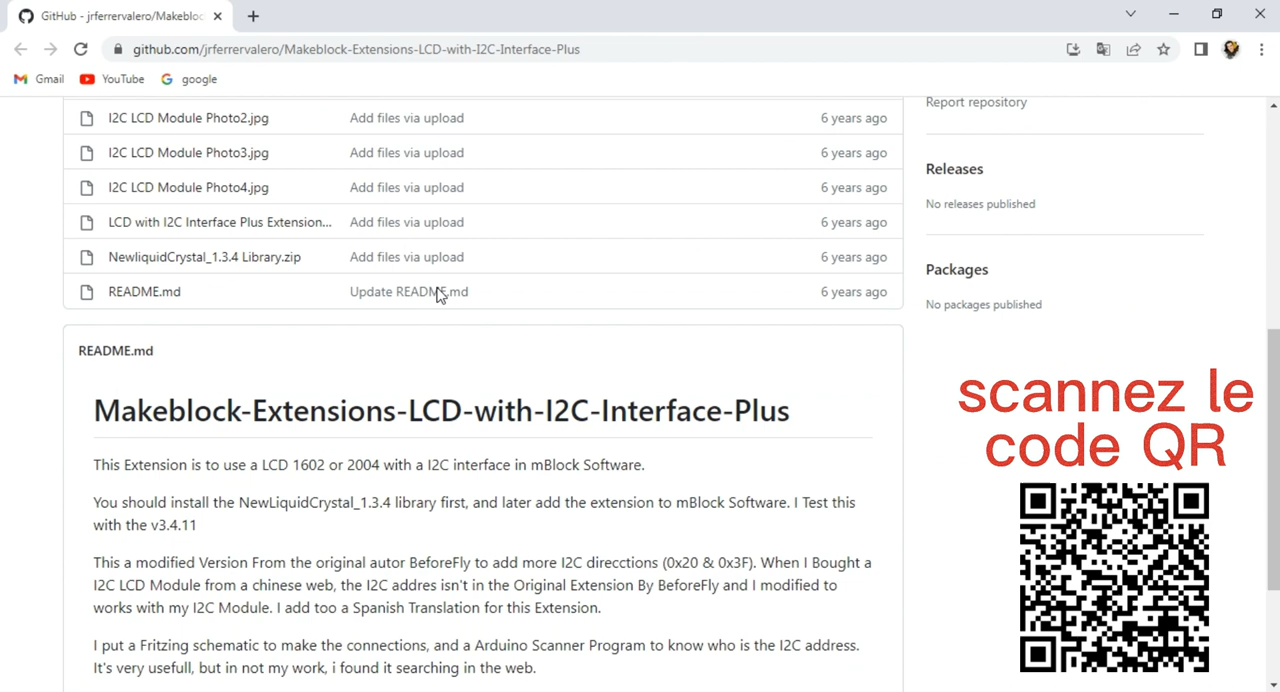 GitHub - jrferrervalero/Makebloc
github.com/jrferrervalero/Makeblock-Extensions-LCD-with-I2C-Interface-Plus
Gmail YouTube google
I2C LCD Module Photo2.jpg Add files via upload 6 years ago
I2C LCD Module Photo3.jpg Add files via upload 6 years ago
I2C LCD Module Photo4.jpg Add files via upload 6 years ago
LCD with I2C Interface Plus Extension... Add files via upload 6 years ago
NewliquidCrystal_1.3.4 Library.zip Add files via upload 6 years ago
README.md Update README.md 6 years ago
Report repository
Releases
No releases published
Packages
No packages published
README.md
Makeblock-Extensions-LCD-with-I2C-Interface-Plus
This Extension is to use a LCD 1602 or 2004 with a I2C interface in mBlock Software.
You should install the NewLiquidCrystal_1.3.4 library first, and later add the extension to mBlock Software. I Test this
with the v3.4.11
This a modified Version From the original autor BeforeFly to add more I2C direcctions (0x20 & 0x3F). When I Bought a
I2C LCD Module from a chinese web, the I2C address isn't in the Original Extension By BeforeFly and I modified to
works with my I2C Module. I add too a Spanish Translation for this Extension.
I put a Fritzing schematic to make the connections, and a Arduino Scanner Program to know who is the I2C address.
It's very usefull, but in not my work, i found it searching in the web.
scannez le
code QR